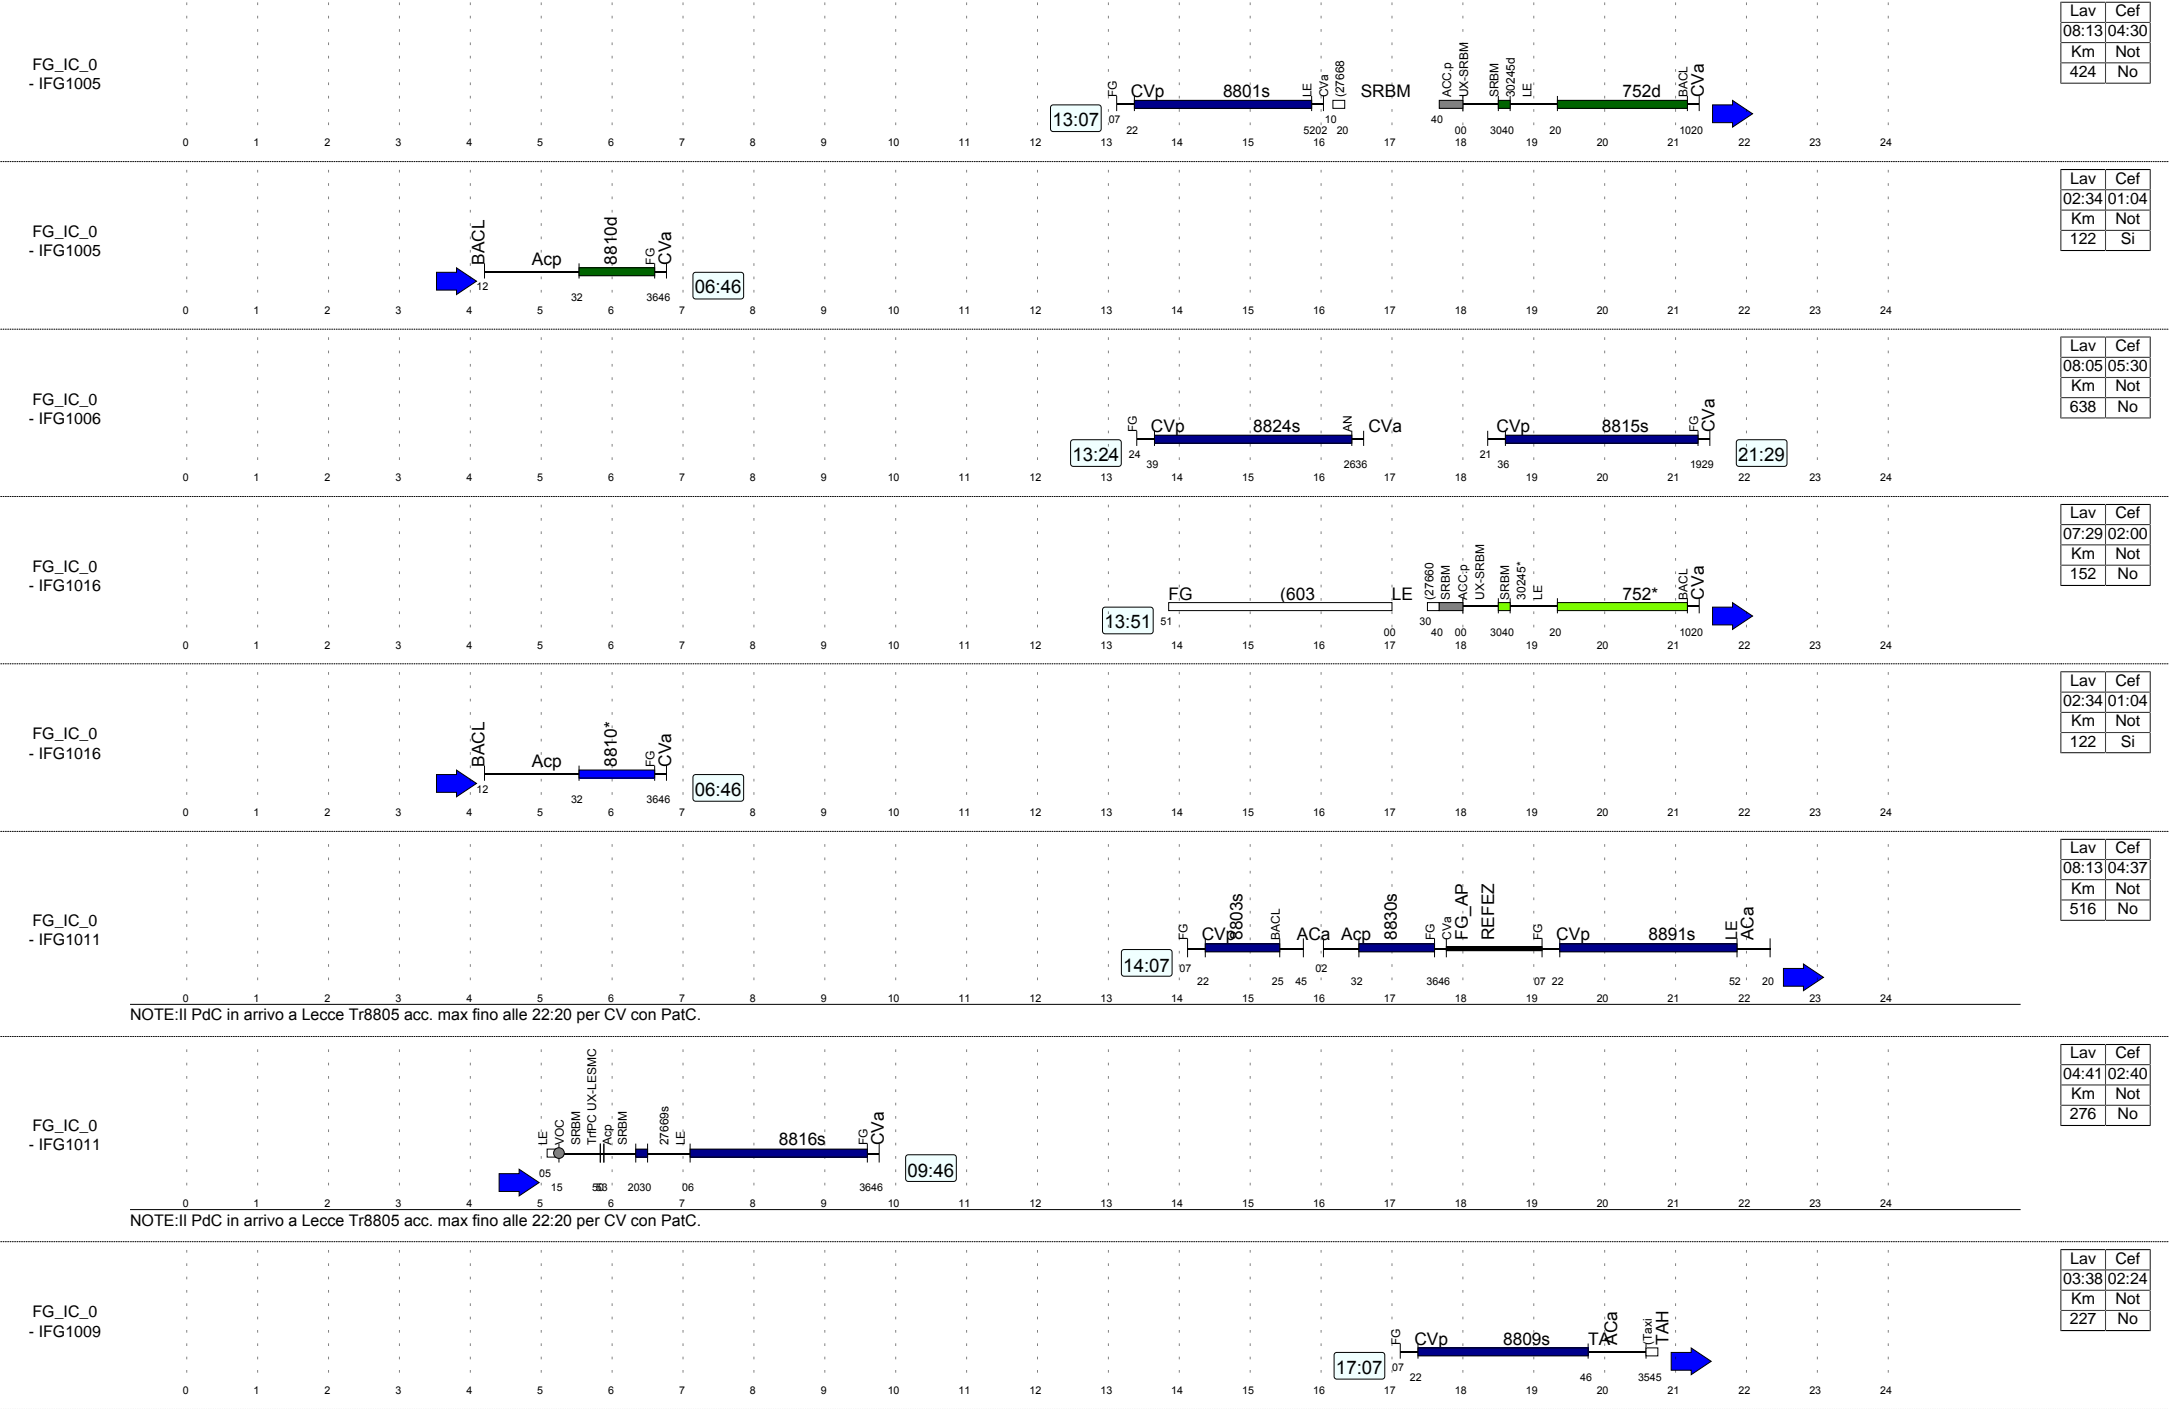 FG_IC_0
- IFG1005
13:07
FG CVp 8801s LE CVa (27668 SRBM ACC.p UX-SRBM SRBM 30245d LE 752d BACL CVa
07 22 5202 10 20 40 00 3040 20 1020
0 1 2 3 4 5 6 7 8 9 10 11 12 13 14 15 16 17 18 19 20 21 22 23 24
Lav Cef
08:13 04:30
Km Not
424 No
FG_IC_0
- IFG1005
BACL Acp 8810d FG CVa
12 32 3646
06:46
0 1 2 3 4 5 6 7 8 9 10 11 12 13 14 15 16 17 18 19 20 21 22 23 24
Lav Cef
02:34 01:04
Km Not
122 Si
FG_IC_0
- IFG1006
13:24
FG CVp 8824s AN CVa CVp 8815s FG CVa
24 39 2636 21 36 1929
21:29
0 1 2 3 4 5 6 7 8 9 10 11 12 13 14 15 16 17 18 19 20 21 22 23 24
Lav Cef
08:05 05:30
Km Not
638 No
FG_IC_0
- IFG1016
13:51
FG (603 LE (27660 SRBM ACC.p UX-SRBM SRBM 30245* LE 752* BACL CVa
51 00 30 40 00 3040 20 1020
0 1 2 3 4 5 6 7 8 9 10 11 12 13 14 15 16 17 18 19 20 21 22 23 24
Lav Cef
07:29 02:00
Km Not
152 No
FG_IC_0
- IFG1016
BACL Acp 8810* FG CVa
12 32 3646
06:46
0 1 2 3 4 5 6 7 8 9 10 11 12 13 14 15 16 17 18 19 20 21 22 23 24
Lav Cef
02:34 01:04
Km Not
122 Si
FG_IC_0
- IFG1011
14:07
FG CVp 8803s BACL ACa Acp 8830s FG CVa FG_AP REFEZ FG CVp 8891s LE ACa
07 22 25 45 02 32 3646 07 22 52 20
0 1 2 3 4 5 6 7 8 9 10 11 12 13 14 15 16 17 18 19 20 21 22 23 24
NOTE:Il PdC in arrivo a Lecce Tr8805 acc. max fino alle 22:20 per CV con PatC.
Lav Cef
08:13 04:37
Km Not
516 No
FG_IC_0
- IFG1011
LE VOC SRBM TrfPC UX-LESMC Acp SRBM 27669s LE 8816s FG CVa
05 15 50 53 2030 06 3646
09:46
0 1 2 3 4 5 6 7 8 9 10 11 12 13 14 15 16 17 18 19 20 21 22 23 24
NOTE:Il PdC in arrivo a Lecce Tr8805 acc. max fino alle 22:20 per CV con PatC.
Lav Cef
04:41 02:40
Km Not
276 No
FG_IC_0
- IFG1009
17:07
FG CVp 8809s TA ACa (Taxi TAH
07 22 46 3545
0 1 2 3 4 5 6 7 8 9 10 11 12 13 14 15 16 17 18 19 20 21 22 23 24
Lav Cef
03:38 02:24
Km Not
227 No